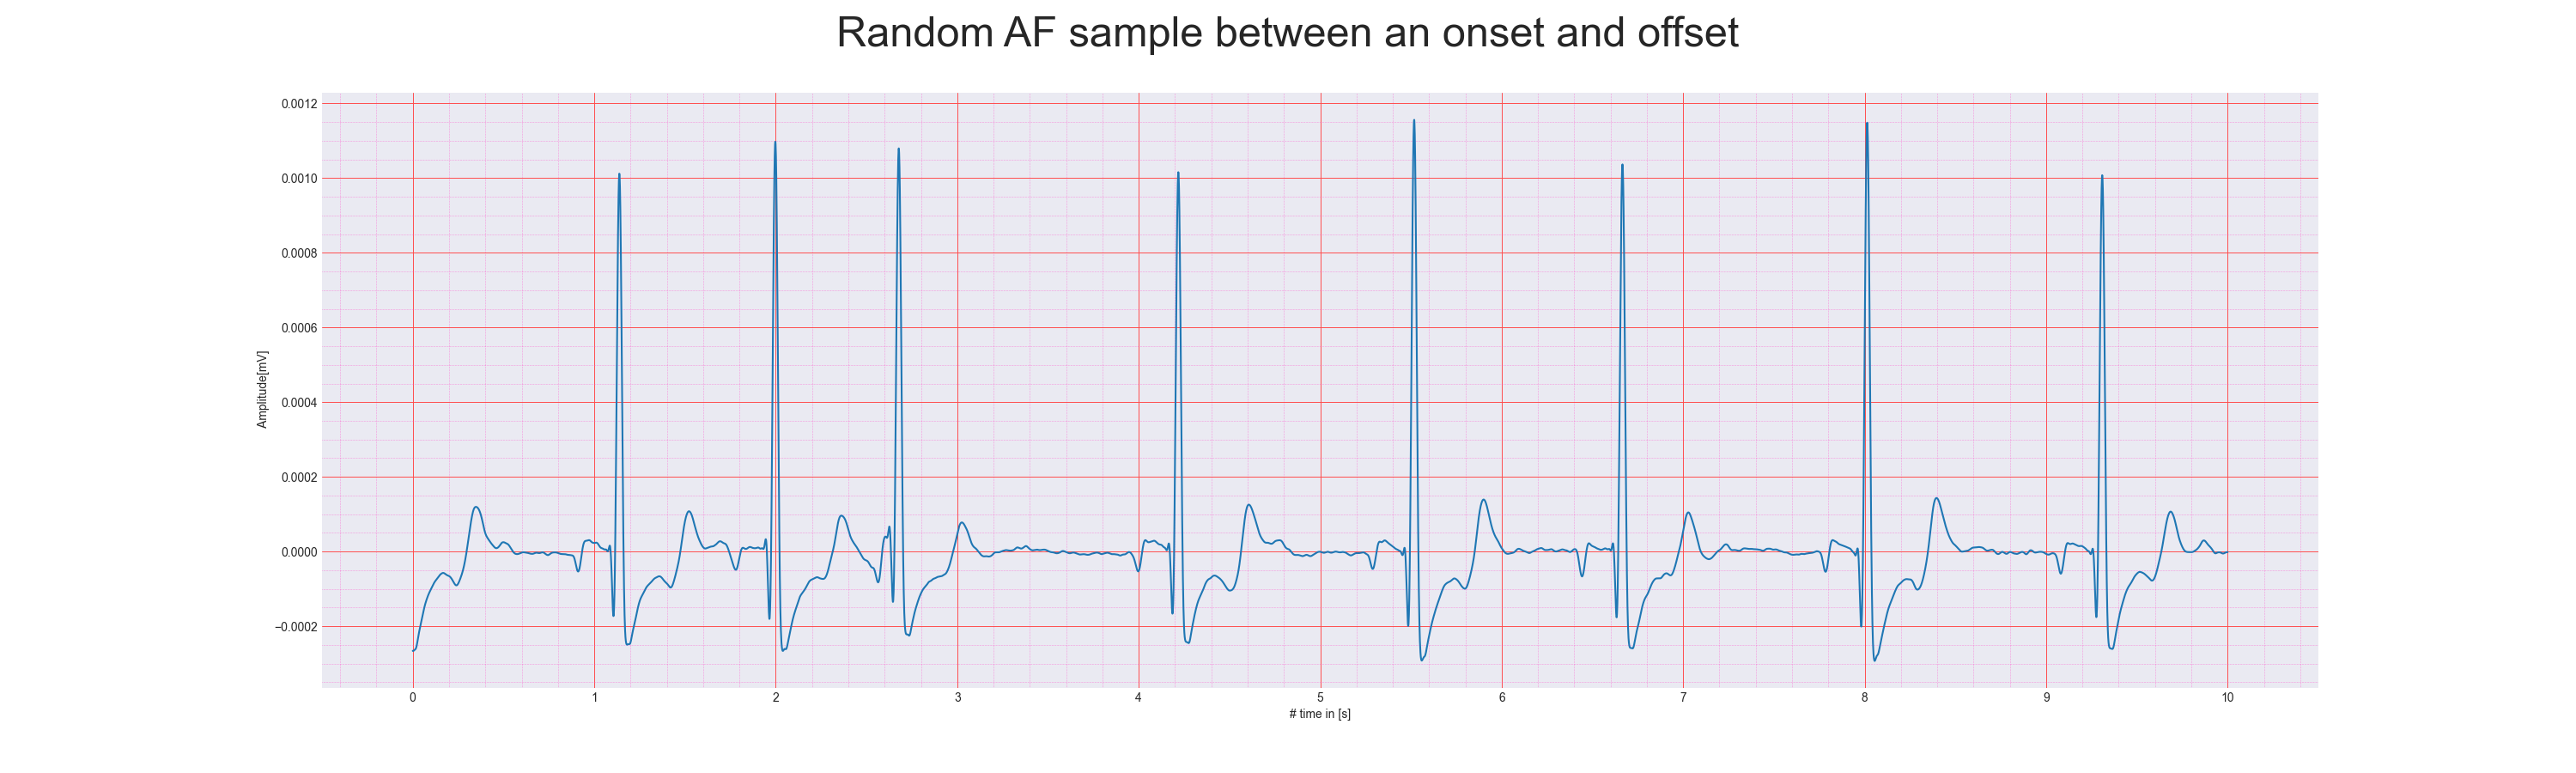 Random AF sample between an onset and offset
0.0012
0.0010
0.0008
0.0006
0.0004
0.0002
0.0000
−0.0002
Amplitude[mV]
0 1 2 3 4 5 6 7 8 9 10
# time in [s]